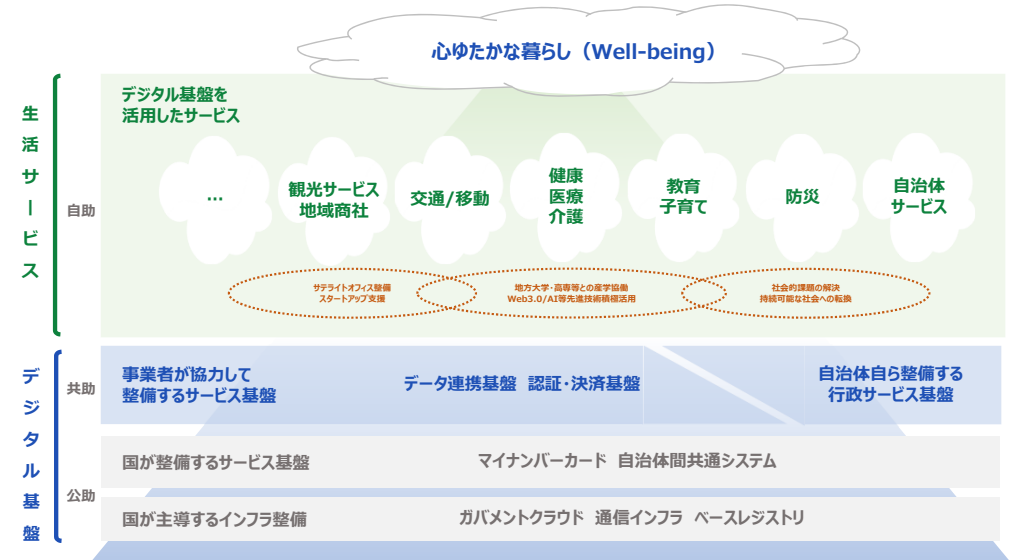 心ゆたかな暮らし（Well-being）
生活サービス
デジタル基盤を
活用したサービス
自助
…
観光サービス
地域商社
交通/移動
健康
医療
介護
教育
子育て
防災
自治体
サービス
サテライトオフィス整備
スタートアップ支援
地方大学・高専等との産学協働
Web3.0/AI等先進技術積極活用
社会的課題の解決
持続可能な社会への転換
デジタル基盤
共助
事業者が協力して
整備するサービス基盤
データ連携基盤 認証・決済基盤
自治体自ら整備する
行政サービス基盤
公助
国が整備するサービス基盤
マイナンバーカード 自治体間共通システム
国が主導するインフラ整備
ガバメントクラウド 通信インフラ ベースレジストリ